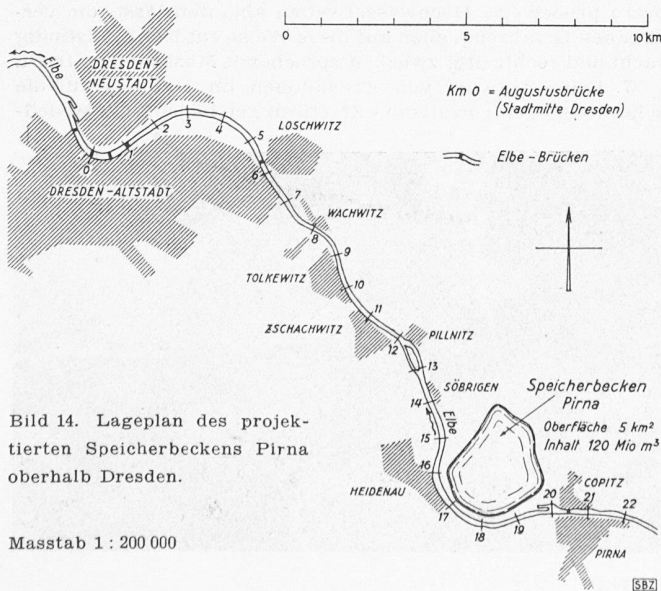 0 5 10 km
Elbe
DRESDEN-
NEUSTADT
Km 0 = Augustusbrücke
(Stadtmitte Dresden)
Elbe-Brücken
0
1
2
3
4
5
LOSCHWITZ
DRESDEN-ALTSTADT
6
7
WACHWITZ
8
9
TOLKEWITZ
10
11
ZSCHACHWITZ
12
PILLNITZ
13
SÖBRIGEN
14
Elbe
15
Speicherbecken
Pirna
Oberfläche 5 km²
Inhalt 120 Mio m³
Bild 14. Lageplan des projek-
tierten Speicherbeckens Pirna
oberhalb Dresden.
16
HEIDENAU
17
18
19
20
COPITZ
21
22
PIRNA
Masstab 1 : 200 000
SBZ